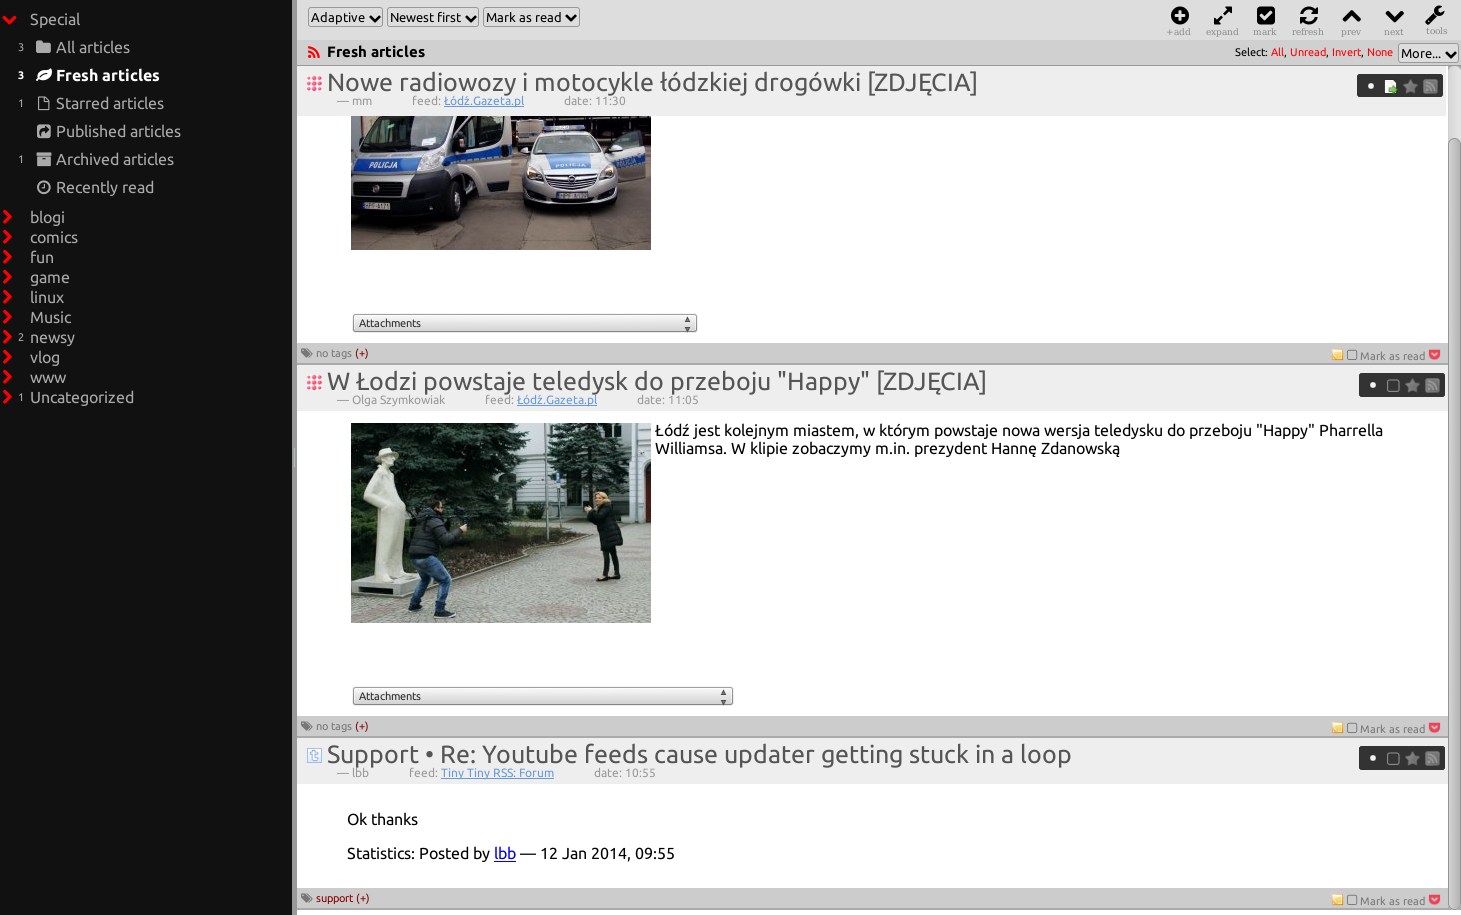 Special
3 All articles
3 Fresh articles
1 Starred articles
Published articles
1 Archived articles
Recently read
blogi
comics
fun
game
linux
Music
2 newsy
vlog
www
1 Uncategorized
Adaptive Newest first Mark as read
+add expand mark refresh prev next tools
Fresh articles
Select: All, Unread, Invert, None More...
Nowe radiowozy i motocykle łódzkiej drogówki [ZDJĘCIA]
— mm feed: Łódź.Gazeta.pl date: 11:30
POLICJA POLICJA
Attachments
no tags (+) Mark as read
W Łodzi powstaje teledysk do przeboju "Happy" [ZDJĘCIA]
— Olga Szymkowiak feed: Łódź.Gazeta.pl date: 11:05
Łódź jest kolejnym miastem, w którym powstaje nowa wersja teledysku do przeboju "Happy" Pharrella
Williamsa. W klipie zobaczymy m.in. prezydent Hannę Zdanowską
Attachments
no tags (+) Mark as read
Support • Re: Youtube feeds cause updater getting stuck in a loop
— lbb feed: Tiny Tiny RSS: Forum date: 10:55
Ok thanks
Statistics: Posted by lbb — 12 Jan 2014, 09:55
support (+) Mark as read